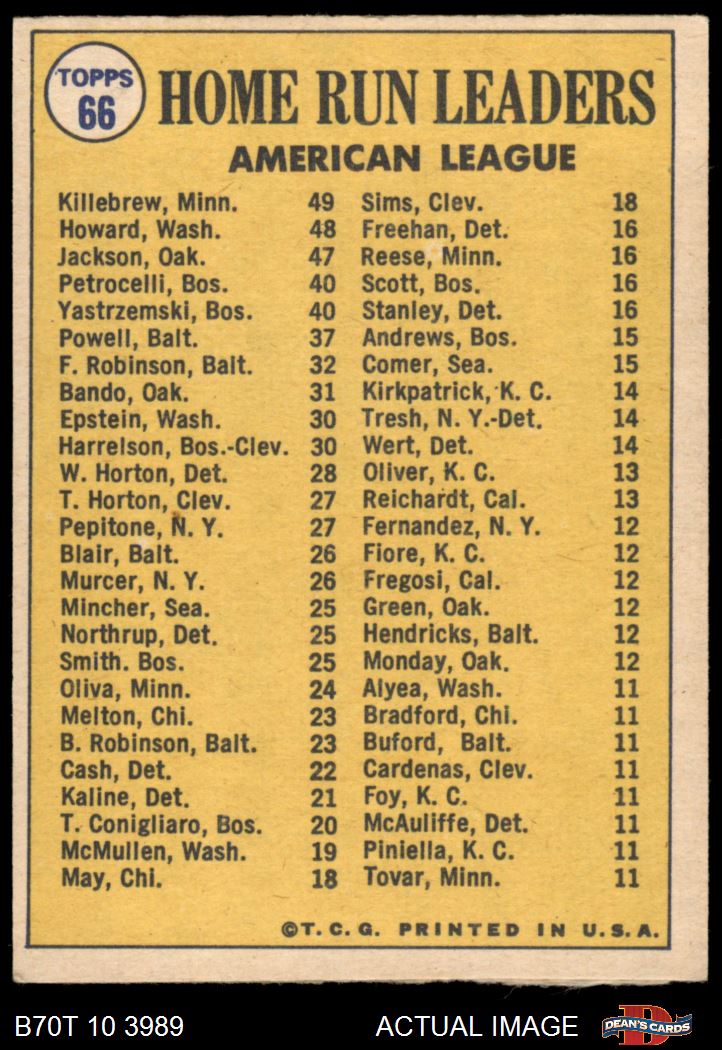 TOPPS
66
HOME RUN LEADERS
AMERICAN LEAGUE
Killebrew, Minn. 49
Howard, Wash. 48
Jackson, Oak. 47
Petrocelli, Bos. 40
Yastrzemski, Bos. 40
Powell, Balt. 37
F. Robinson, Balt. 32
Bando, Oak. 31
Epstein, Wash. 30
Harrelson, Bos.-Clev. 30
W. Horton, Det. 28
T. Horton, Clev. 27
Pepitone, N. Y. 27
Blair, Balt. 26
Murcer, N. Y. 26
Mincher, Sea. 25
Northrup, Det. 25
Smith. Bos. 25
Oliva, Minn. 24
Melton, Chi. 23
B. Robinson, Balt. 23
Cash, Det. 22
Kaline, Det. 21
T. Conigliaro, Bos. 20
McMullen, Wash. 19
May, Chi. 18
Sims, Clev. 18
Freehan, Det. 16
Reese, Minn. 16
Scott, Bos. 16
Stanley, Det. 16
Andrews, Bos. 15
Comer, Sea. 15
Kirkpatrick, K. C. 14
Tresh, N. Y.-Det. 14
Wert, Det. 14
Oliver, K. C. 13
Reichardt, Cal. 13
Fernandez, N. Y. 12
Fiore, K. C. 12
Fregosi, Cal. 12
Green, Oak. 12
Hendricks, Balt. 12
Monday, Oak. 12
Alyea, Wash. 11
Bradford, Chi. 11
Buford, Balt. 11
Cardenas, Clev. 11
Foy, K. C. 11
McAuliffe, Det. 11
Piniella, K. C. 11
Tovar, Minn. 11
©T. C. G. PRINTED IN U. S. A.
B70T 10 3989 ACTUAL IMAGE
D
DEAN'S CARDS